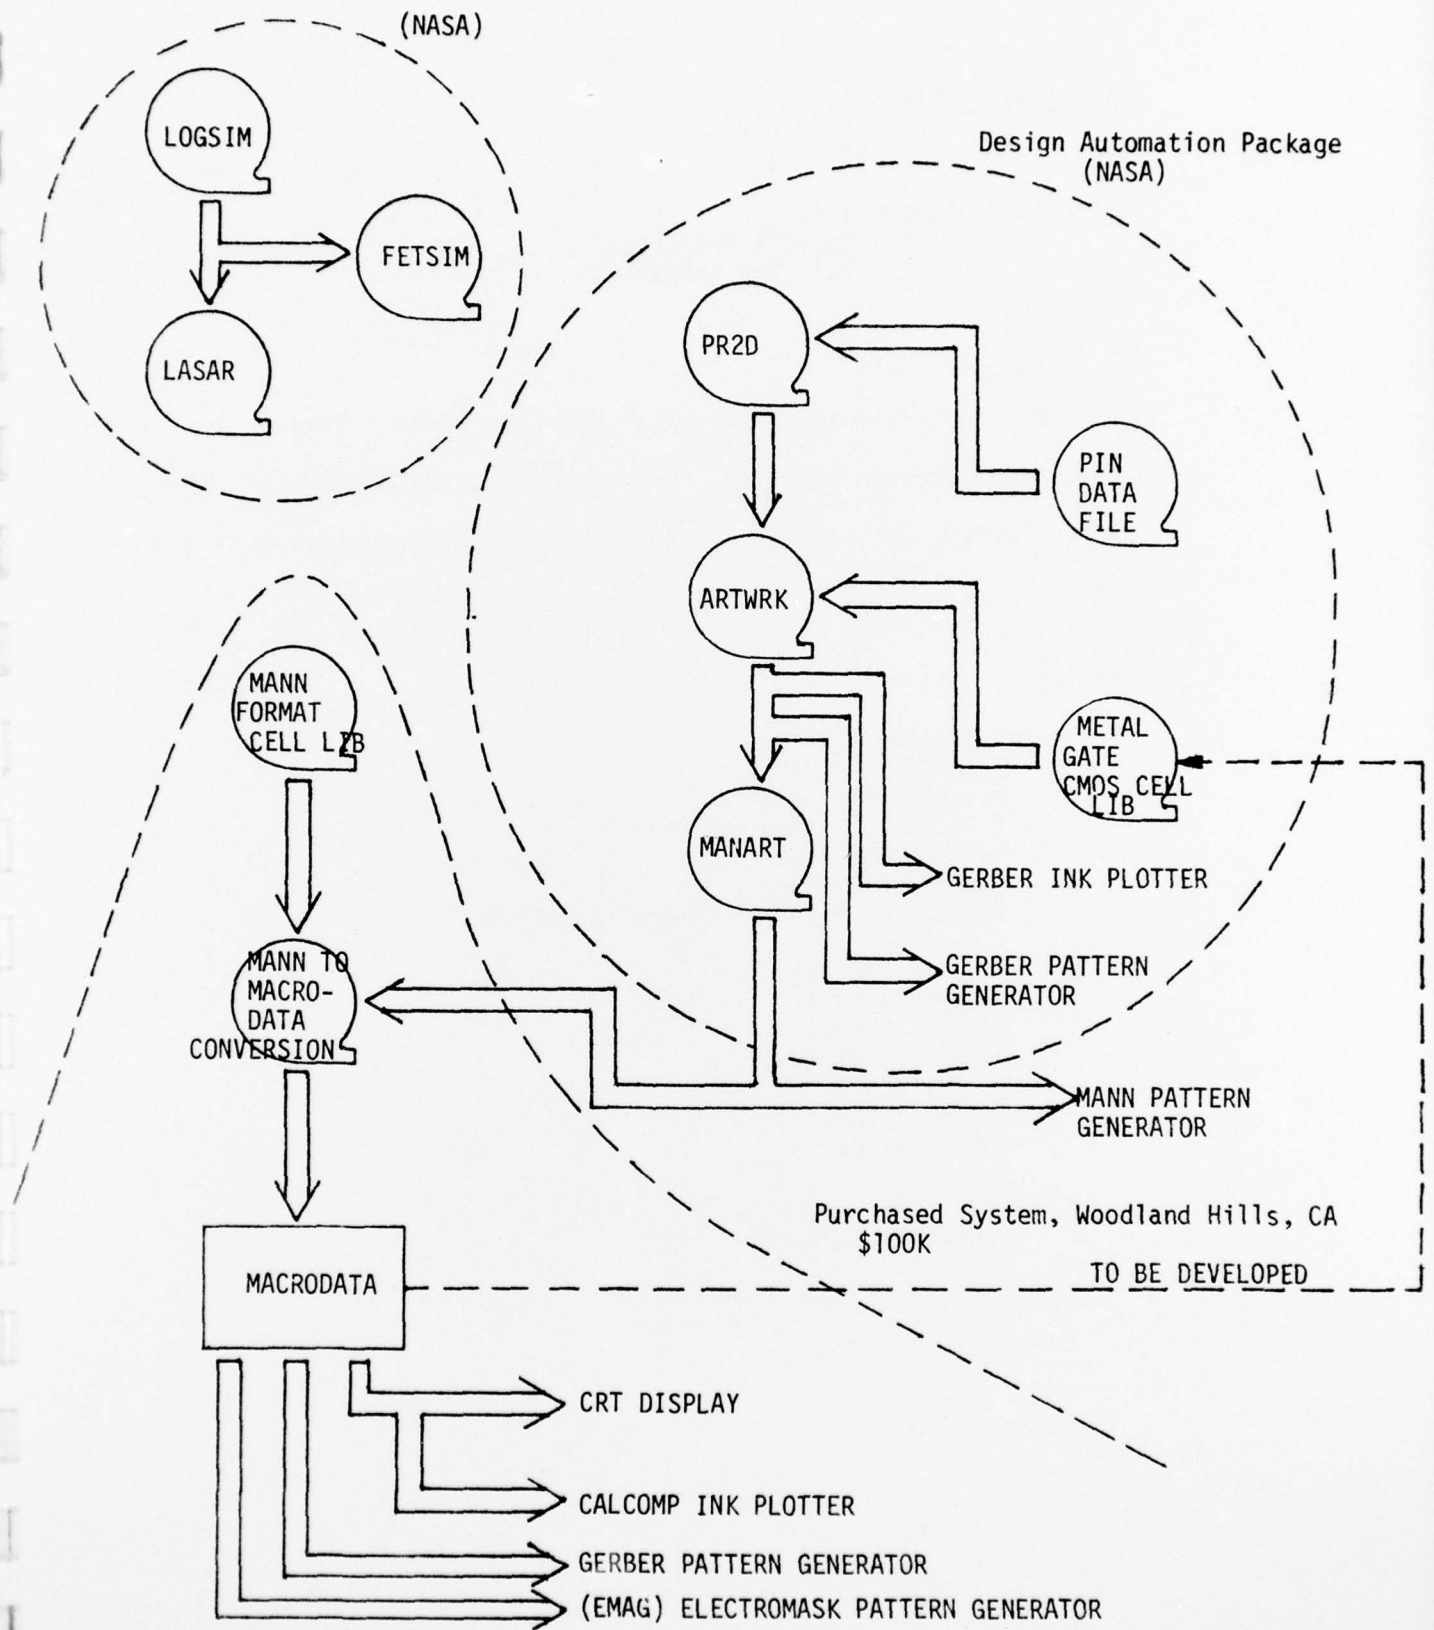 (NASA)
LOGSIM
FETSIM
LASAR
Design Automation Package
(NASA)
PR2D
PIN
DATA
FILE
ARTWRK
METAL
GATE
CMOS CELL
LIB
MANART
GERBER INK PLOTTER
GERBER PATTERN
GENERATOR
MANN
FORMAT
CELL LIB
MANN TO
MACRO-
DATA
CONVERSION
MANN PATTERN
GENERATOR
Purchased System, Woodland Hills, CA
$100K
TO BE DEVELOPED
MACRODATA
CRT DISPLAY
CALCOMP INK PLOTTER
GERBER PATTERN GENERATOR
(EMAG) ELECTROMASK PATTERN GENERATOR